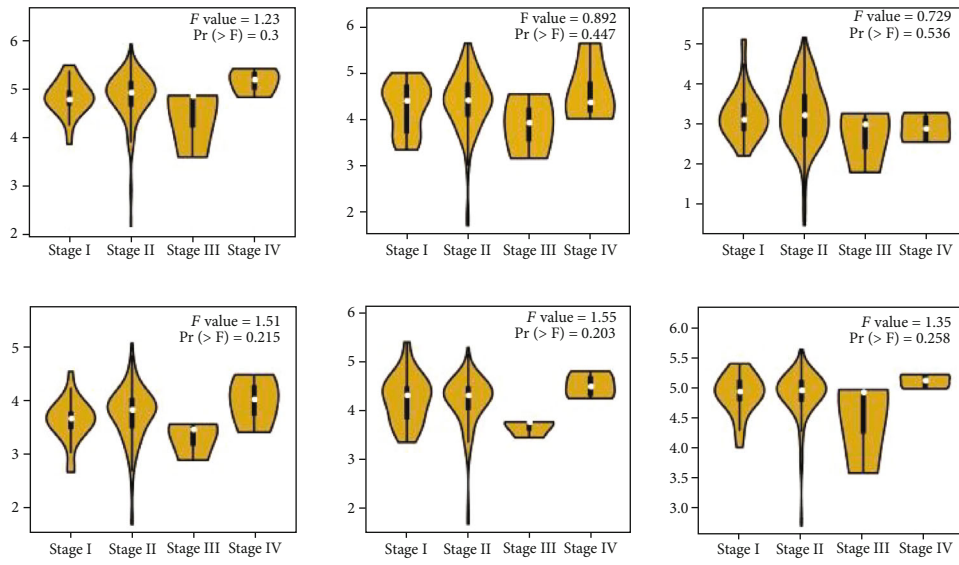 F value = 1.23
Pr (> F) = 0.3
6
5
4
3
2
Stage I Stage II Stage III Stage IV
F value = 0.892
Pr (> F) = 0.447
6
5
4
3
2
Stage I Stage II Stage III Stage IV
F value = 0.729
Pr (> F) = 0.536
5
4
3
2
1
Stage I Stage II Stage III Stage IV
F value = 1.51
Pr (> F) = 0.215
5
4
3
2
Stage I Stage II Stage III Stage IV
F value = 1.55
Pr (> F) = 0.203
6
5
4
3
2
Stage I Stage II Stage III Stage IV
F value = 1.35
Pr (> F) = 0.258
6.0
5.5
5.0
4.5
4.0
3.5
3.0
Stage I Stage II Stage III Stage IV